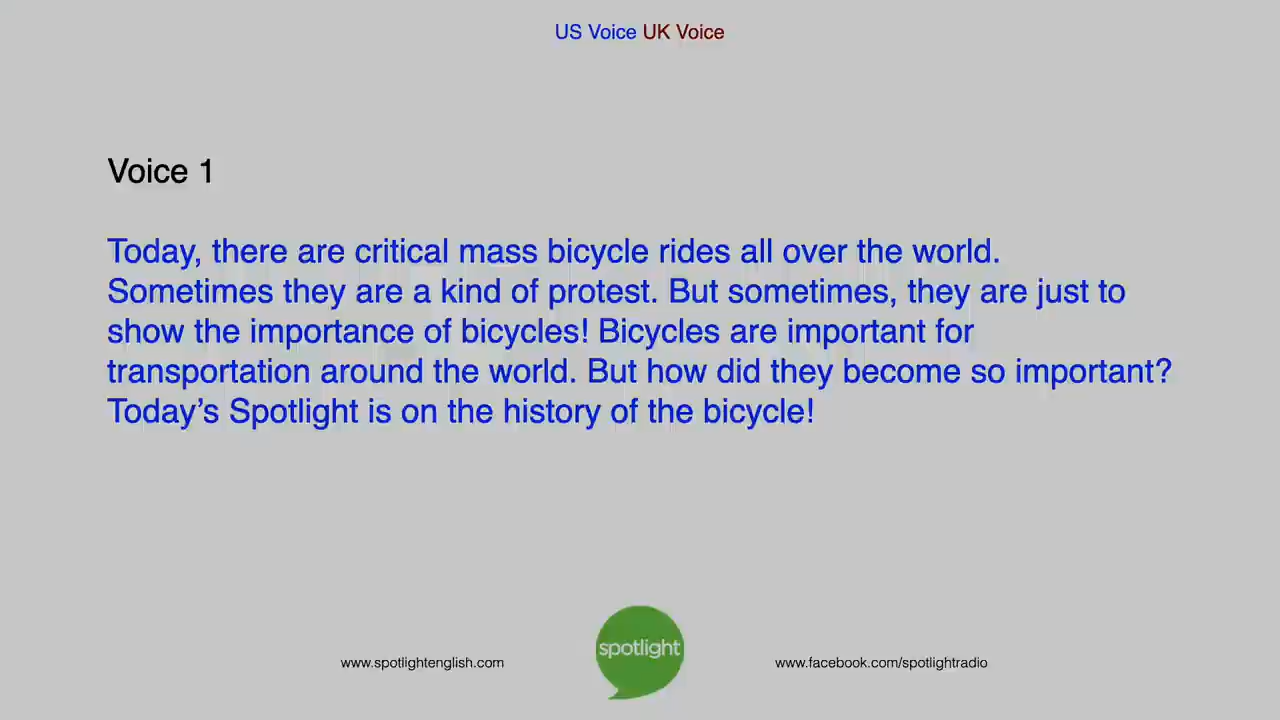 US Voice UK Voice
Voice 1
Today, there are critical mass bicycle rides all over the world.
Sometimes they are a kind of protest. But sometimes, they are just to
show the importance of bicycles! Bicycles are important for
transportation around the world. But how did they become so important?
Today’s Spotlight is on the history of the bicycle!
spotlight
www.spotlightenglish.com
www.facebook.com/spotlightradio